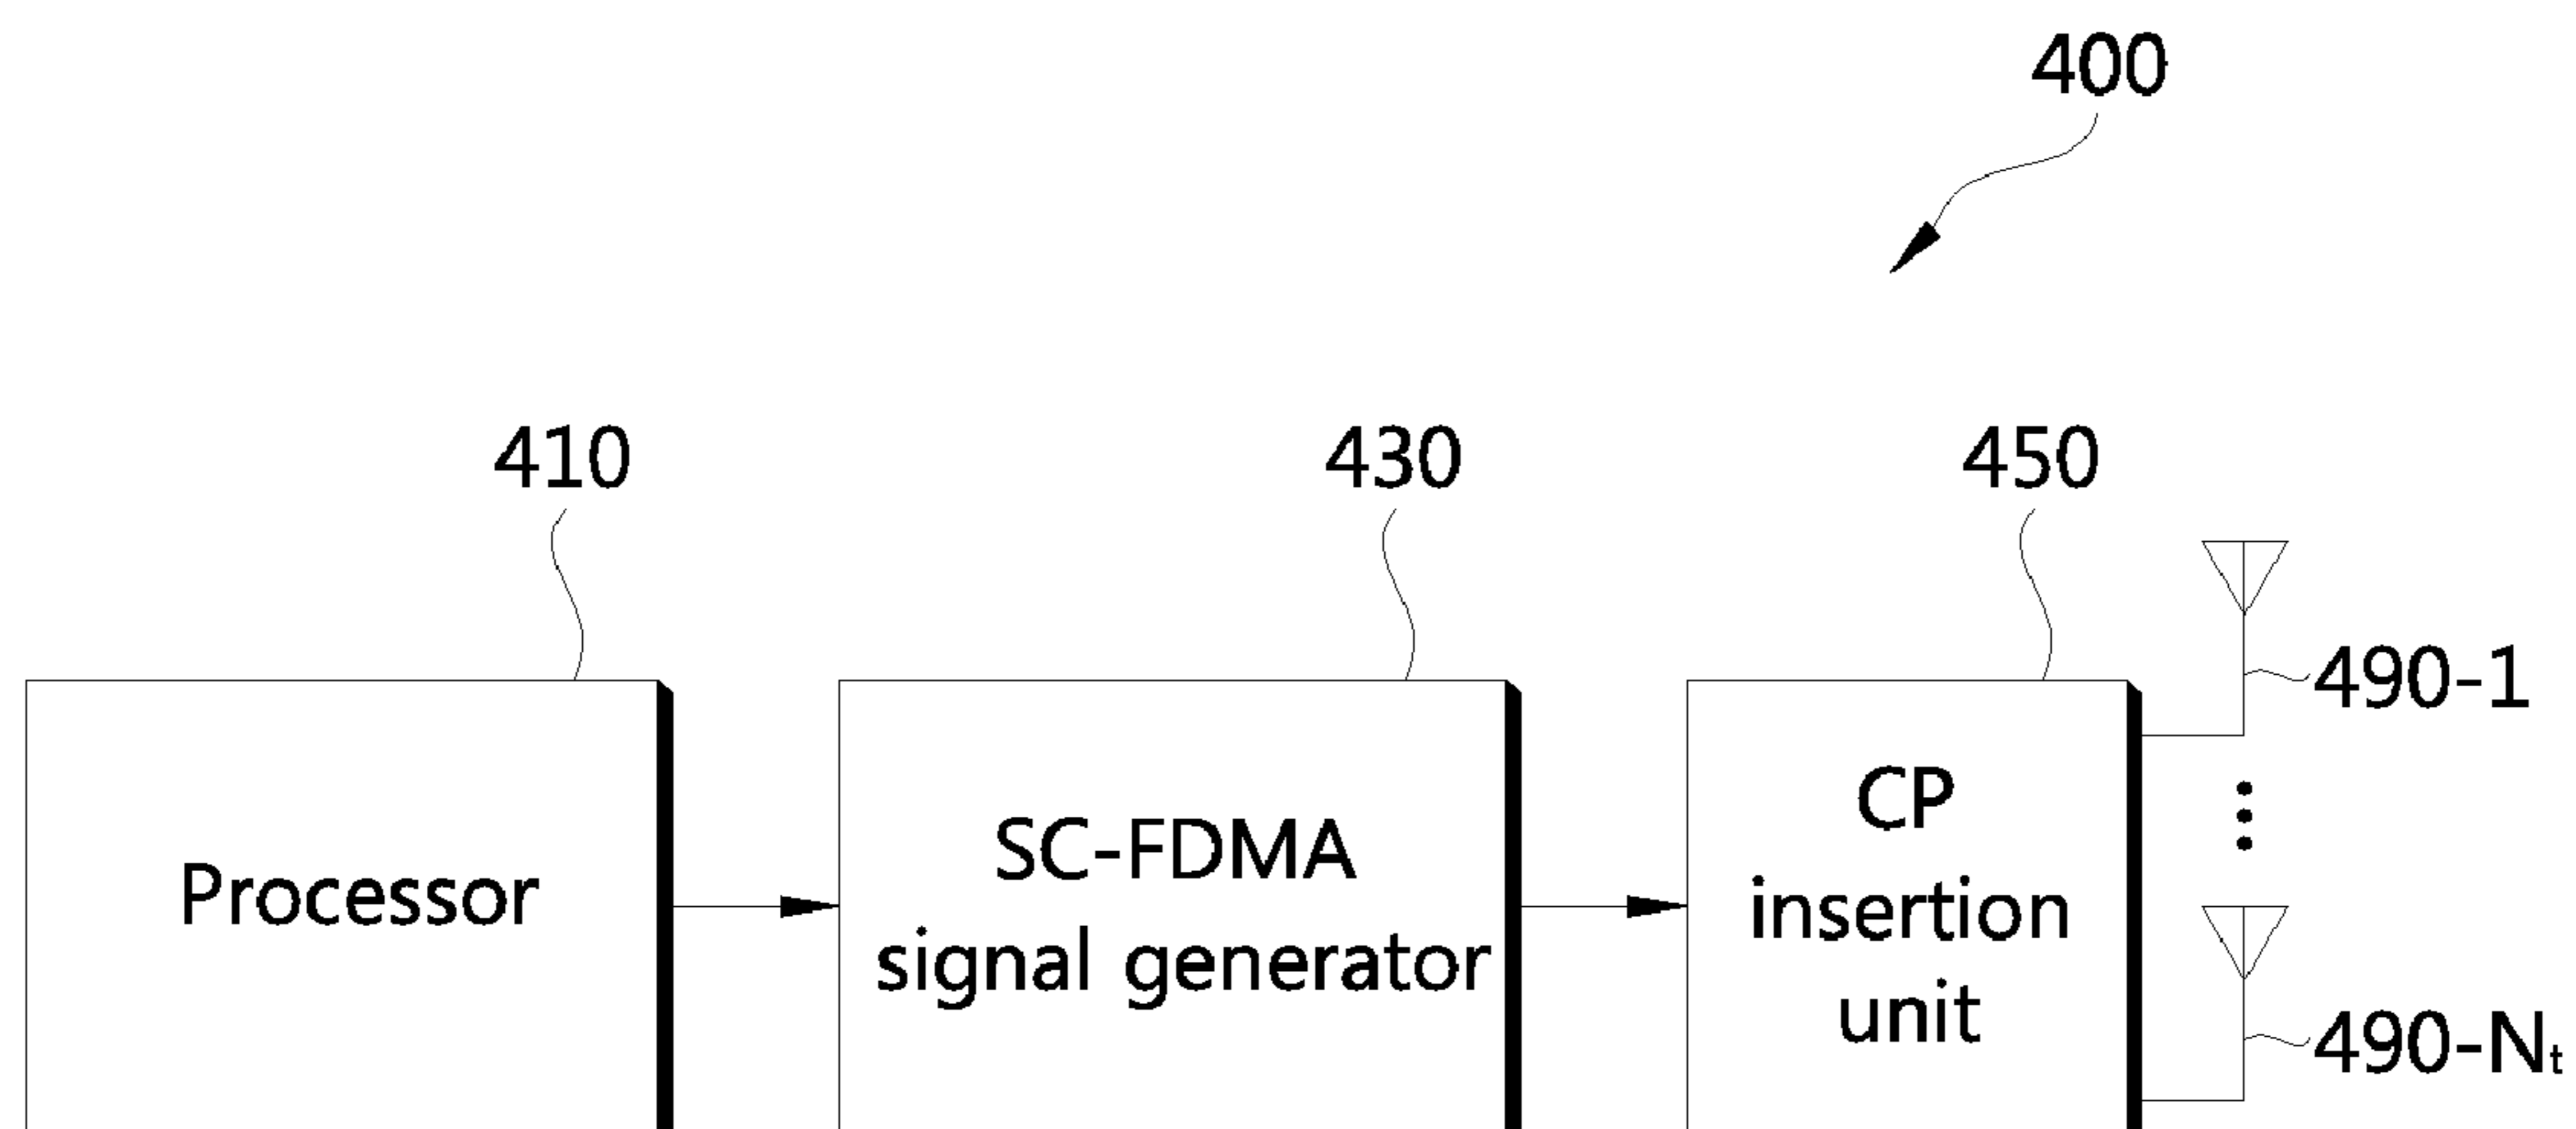 400
410
430
450
490-1
Processor
SC-FDMA
signal generator
CP
insertion
unit
490-Nt